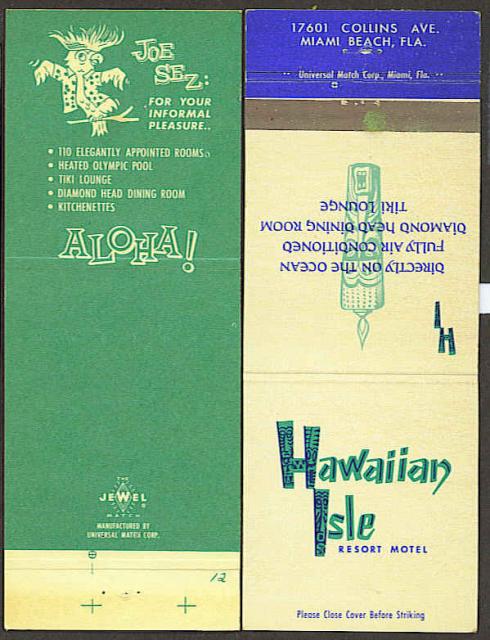 JOE
SEZ:
FOR YOUR
INFORMAL
PLEASURE..
• 110 ELEGANTLY APPOINTED ROOMS
• HEATED OLYMPIC POOL
• TIKI LOUNGE
• DIAMOND HEAD DINING ROOM
• KITCHENETTES
ALOHA!
THE
JEWEL
MATCH
MANUFACTURED BY
UNIVERSAL MATCH CORP.
12
17601 COLLINS AVE.
MIAMI BEACH, FLA.
Universal Match Corp., Miami, Fla.
DIRECTLY ON THE OCEAN
FULLY AIR CONDITIONED
DIAMOND HEAD DINING ROOM
TIKI LOUNGE
IH
Hawaiian
Isle
RESORT MOTEL
Please Close Cover Before Striking